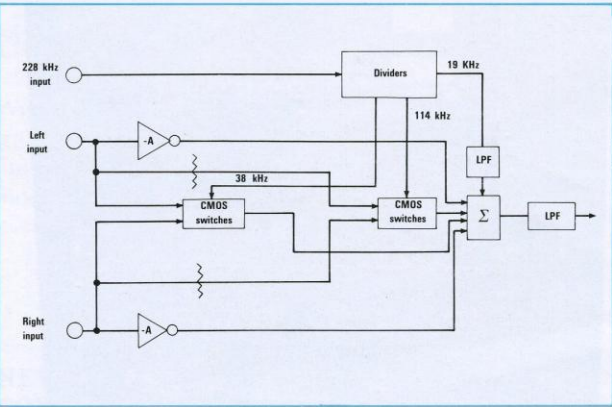 228 kHz
input
Dividers
19 KHz
114 kHz
Left
input
-A
LPF
38 kHz
CMOS
switches
CMOS
switches
Σ
LPF
Right
input
-A